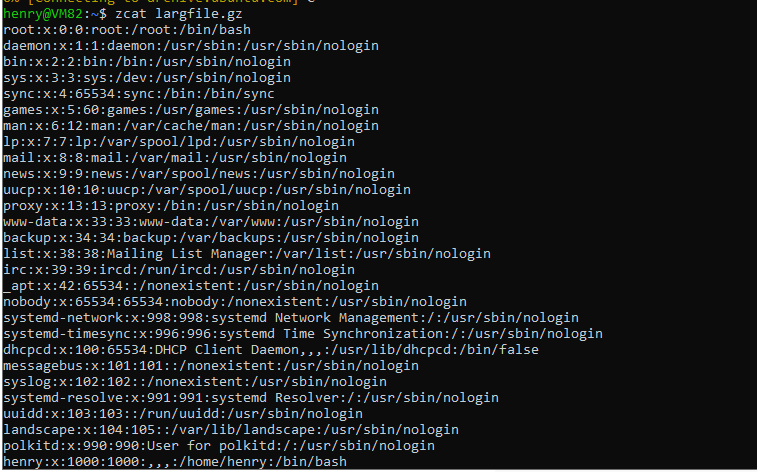 henry@VM82:~$ zcat largfile.gz
root:x:0:0:root:/root:/bin/bash
daemon:x:1:1:daemon:/usr/sbin:/usr/sbin/nologin
bin:x:2:2:bin:/bin:/usr/sbin/nologin
sys:x:3:3:sys:/dev:/usr/sbin/nologin
sync:x:4:65534:sync:/bin:/bin/sync
games:x:5:60:games:/usr/games:/usr/sbin/nologin
man:x:6:12:man:/var/cache/man:/usr/sbin/nologin
lp:x:7:7:lp:/var/spool/lpd:/usr/sbin/nologin
mail:x:8:8:mail:/var/mail:/usr/sbin/nologin
news:x:9:9:news:/var/spool/news:/usr/sbin/nologin
uucp:x:10:10:uucp:/var/spool/uucp:/usr/sbin/nologin
proxy:x:13:13:proxy:/bin:/usr/sbin/nologin
www-data:x:33:33:www-data:/var/www:/usr/sbin/nologin
backup:x:34:34:backup:/var/backups:/usr/sbin/nologin
list:x:38:38:Mailing List Manager:/var/list:/usr/sbin/nologin
irc:x:39:39:ircd:/run/ircd:/usr/sbin/nologin
_apt:x:42:65534::/nonexistent:/usr/sbin/nologin
nobody:x:65534:65534:nobody:/nonexistent:/usr/sbin/nologin
systemd-network:x:998:998:systemd Network Management:/:/usr/sbin/nologin
systemd-timesync:x:996:996:systemd Time Synchronization:/:/usr/sbin/nologin
dhcpcd:x:100:65534:DHCP Client Daemon,,,:/usr/lib/dhcpcd:/bin/false
messagebus:x:101:101::/nonexistent:/usr/sbin/nologin
syslog:x:102:102::/nonexistent:/usr/sbin/nologin
systemd-resolve:x:991:991:systemd Resolver:/:/usr/sbin/nologin
uuidd:x:103:103::/run/uuidd:/usr/sbin/nologin
landscape:x:104:105::/var/lib/landscape:/usr/sbin/nologin
polkitd:x:990:990:User for polkitd:/:/usr/sbin/nologin
henry:x:1000:1000:,,,:/home/henry:/bin/bash